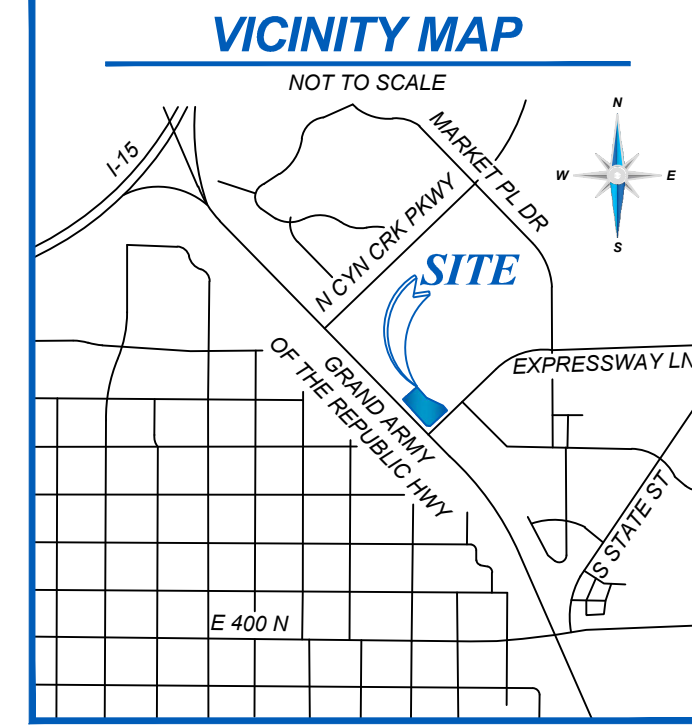 VICINITY MAP
NOT TO SCALE
N
W
E
S
I-15
MARKET PL DR
N CYN CRK PKWY
SITE
GRAND ARMY
OF THE REPUBLIC HWY
EXPRESSWAY LN
S STATE ST
E 400 N